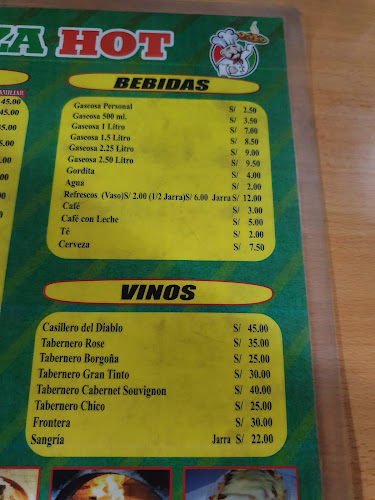 ZA HOT
BEBIDAS
Gaseosa Personal S/ 2.50
Gaseosa 500 ml. S/ 3.50
Gaseosa 1 Litro S/ 7.00
Gaseosa 1.5 Litro S/ 8.50
Gaseosa 2.25 Litro S/ 9.00
Gaseosa 2.50 Litro S/ 9.50
Gordita S/ 4.00
Agua S/ 2.00
Refrescos (Vaso)S/ 2.00 (1/2 Jarra)S/ 6.00 Jarra S/ 12.00
Café S/ 3.00
Café con Leche S/ 5.00
Té S/ 2.00
Cerveza S/ 7.50
VINOS
Casillero del Diablo S/ 45.00
Tabernero Rose S/ 35.00
Tabernero Borgoña S/ 25.00
Tabernero Gran Tinto S/ 30.00
Tabernero Cabernet Souvignon S/ 40.00
Tabernero Chico S/ 25.00
Frontera S/ 30.00
Sangría Jarra S/ 22.00